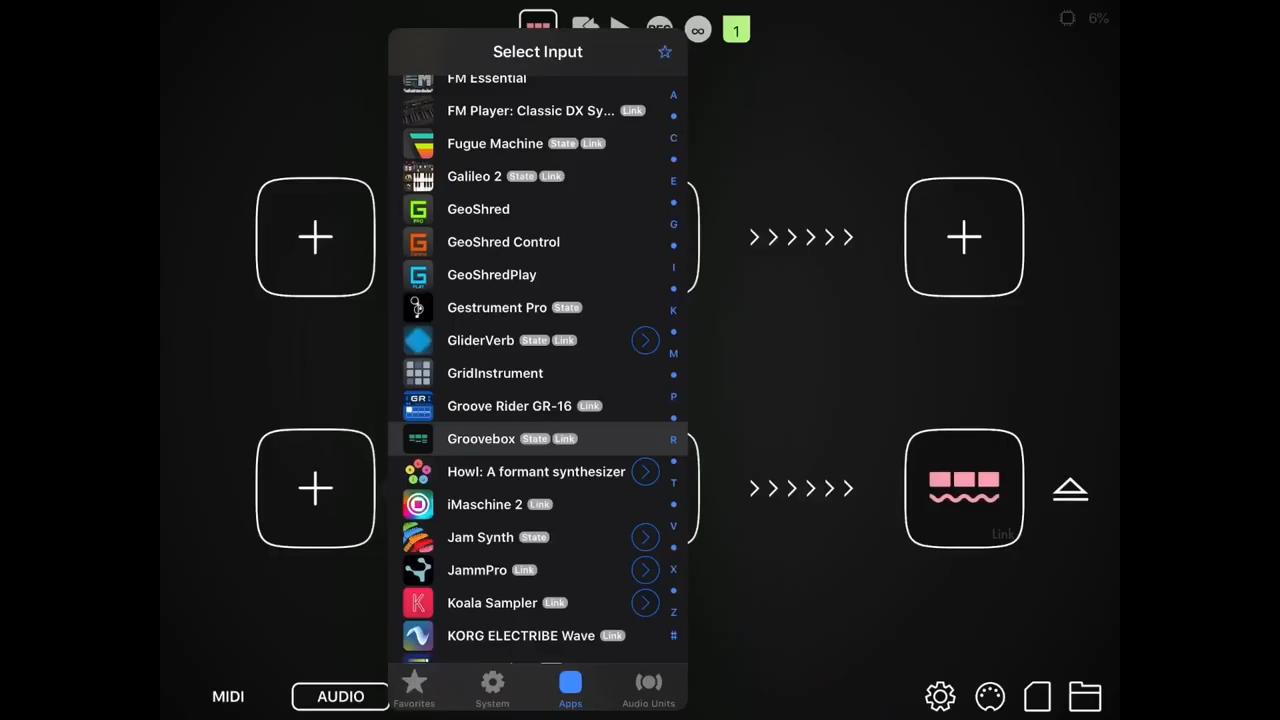 REC
∞
1
6%
Select Input
FM Essential
FM Player: Classic DX Sy... Link
Fugue Machine State Link
Galileo 2 State Link
GeoShred
GeoShred Control
GeoShredPlay
Gestrument Pro State
GliderVerb State Link
GridInstrument
Groove Rider GR-16 Link
Groovebox State Link
Howl: A formant synthesizer
iMaschine 2 Link
Jam Synth State
JammPro Link
Koala Sampler Link
KORG ELECTRIBE Wave Link
A
C
E
G
I
K
M
P
R
T
V
X
Z
#
Link
MIDI
AUDIO
Favorites
System
Apps
Audio Units